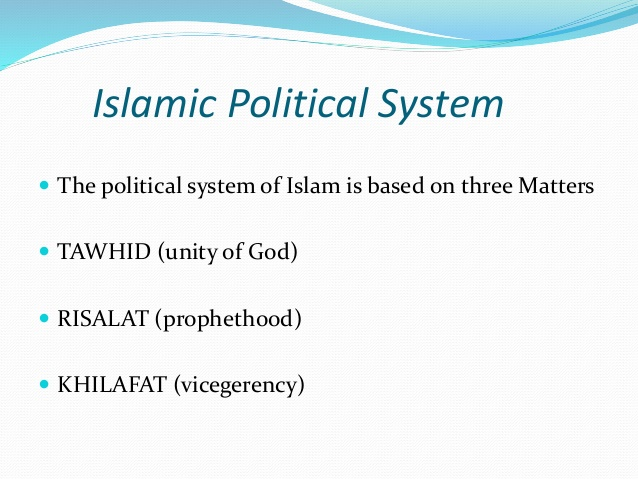 Islamic Political System
The political system of Islam is based on three Matters
TAWHID (unity of God)
RISALAT (prophethood)
KHILAFAT (vicegerency)